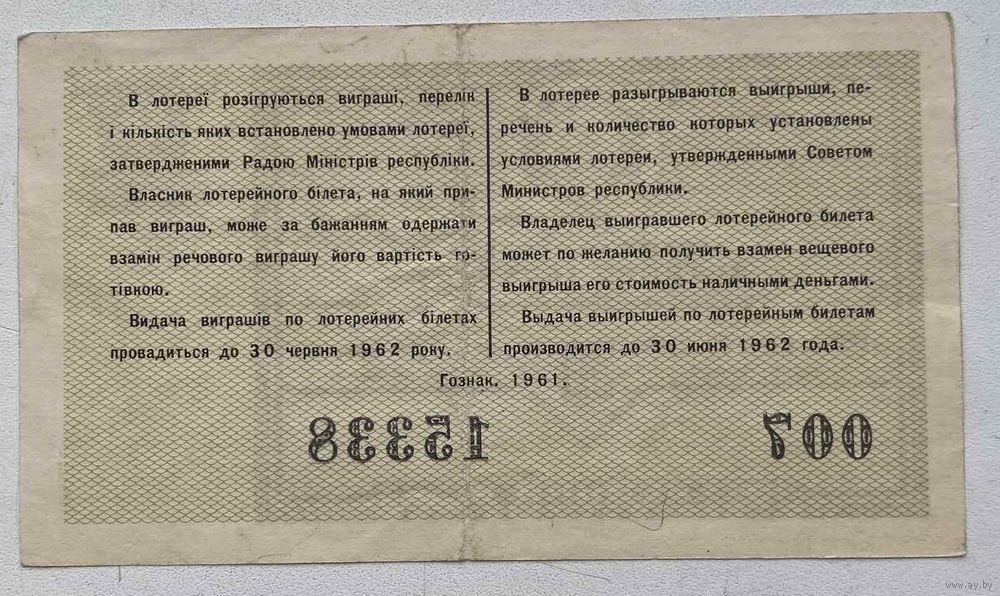 В лотереї розігруються виграші, перелік
і кількість яких встановлено умовами лотереї,
затвердженими Радою Міністрів республіки.
Власник лотерейного білета, на який при-
пав виграш, може за бажанням одержати
взамін речового виграшу його вартість го-
тівкою.
Видача виграшів по лотерейних білетах
провадиться до 30 червня 1962 року.
В лотерее разыгрываются выигрыши, пе-
речень и количество которых установлены
условиями лотереи, утвержденными Советом
Министров республики.
Владелец выигравшего лотерейного билета
может по желанию получить взамен вещевого
выигрыша его стоимость наличными деньгами.
Выдача выигрышей по лотерейным билетам
производится до 30 июня 1962 года.
Гознак. 1961.
15338 007
www.ay.by